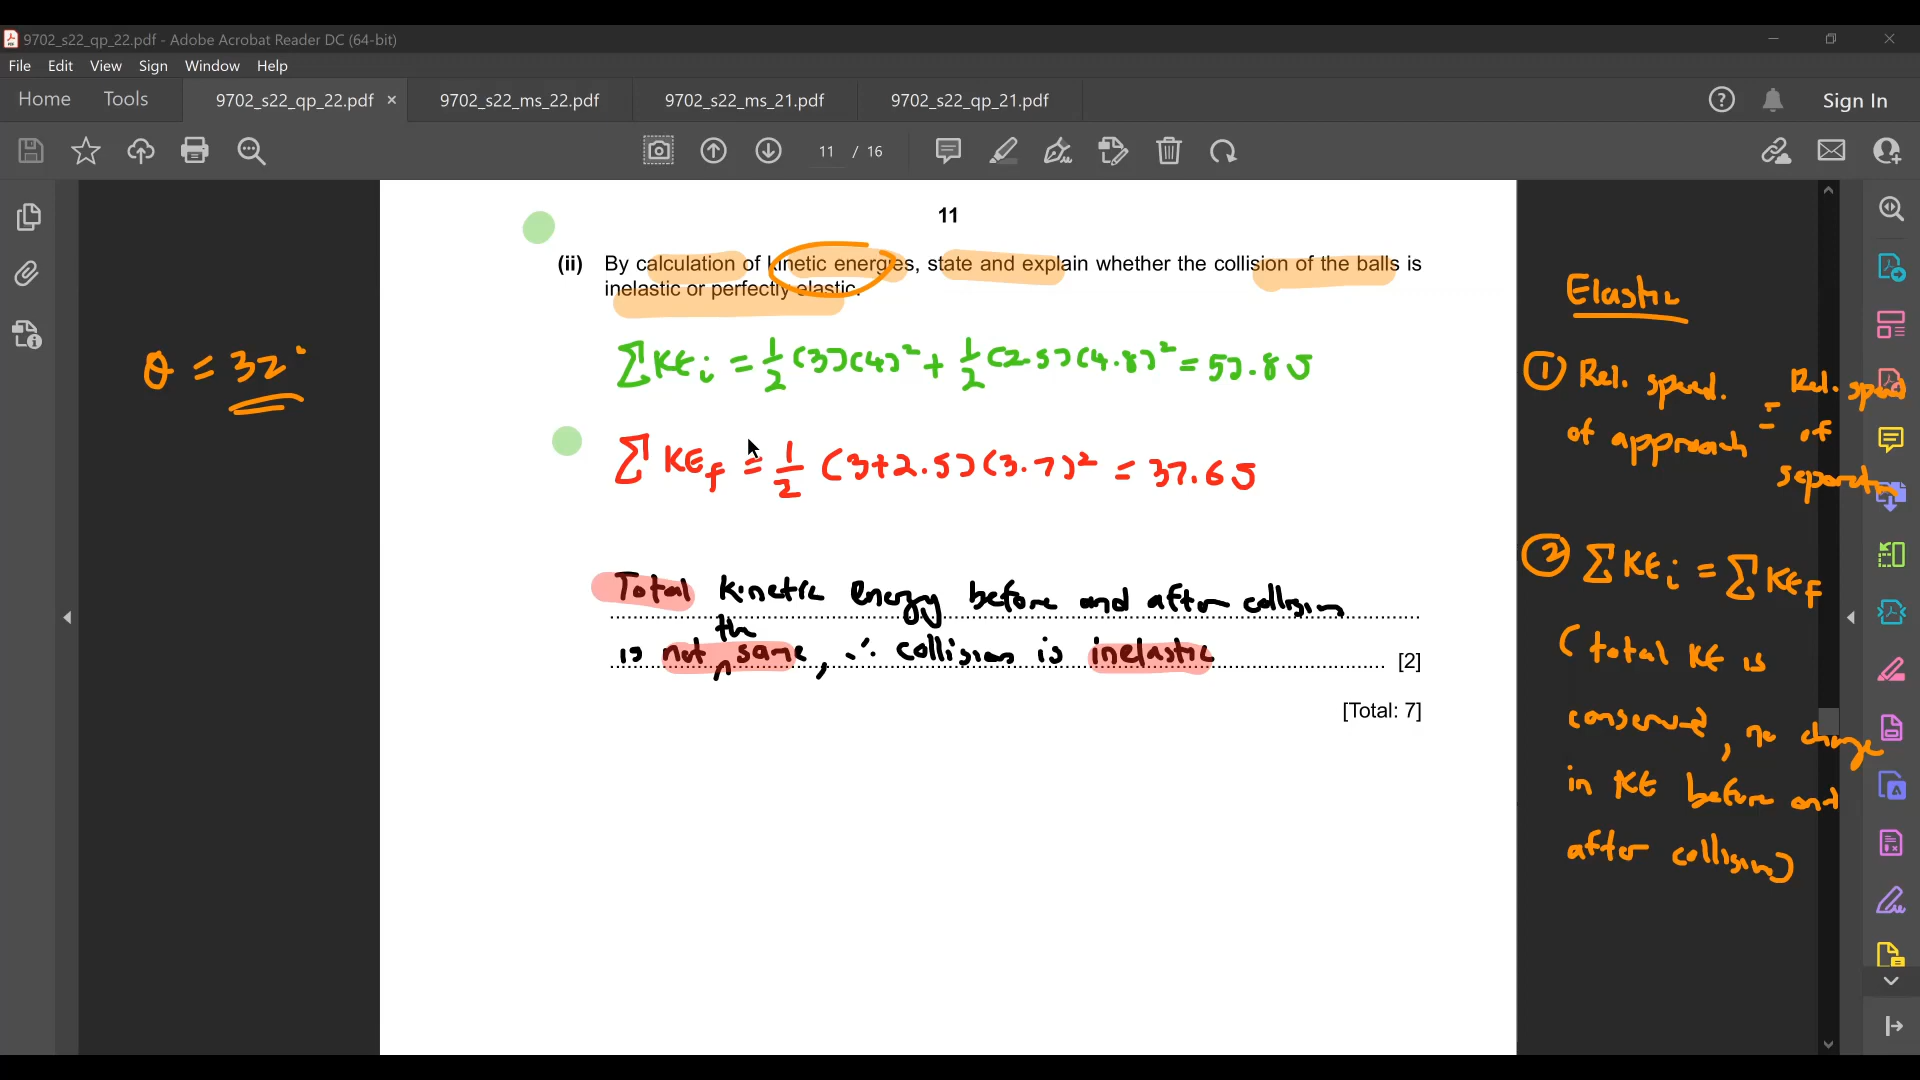 9702_s22_qp_22.pdf - Adobe Acrobat Reader DC (64-bit)
File Edit View Sign Window Help
Home Tools 9702_s22_qp_22.pdf × 9702_s22_ms_22.pdf 9702_s22_ms_21.pdf 9702_s22_qp_21.pdf Sign In
11 / 16
11
(ii) By calculation of kinetic energies, state and explain whether the collision of the balls is
inelastic or perfectly elastic.
θ = 32°
ΣKEi = 1/2 (3)(4)² + 1/2 (2.5)(4.8)² = 52.8J
ΣKEf = 1/2 (3+2.5)(3.7)² = 37.6J
Total kinetic energy before and after collision
is not the same, ∴ collision is inelastic [2]
[Total: 7]
Elastic
① Rel. speed. of approach = Rel. speed of separation
② ΣKEi = ΣKEf
(total KE is
conserved, no change
in KE before and
after collision)